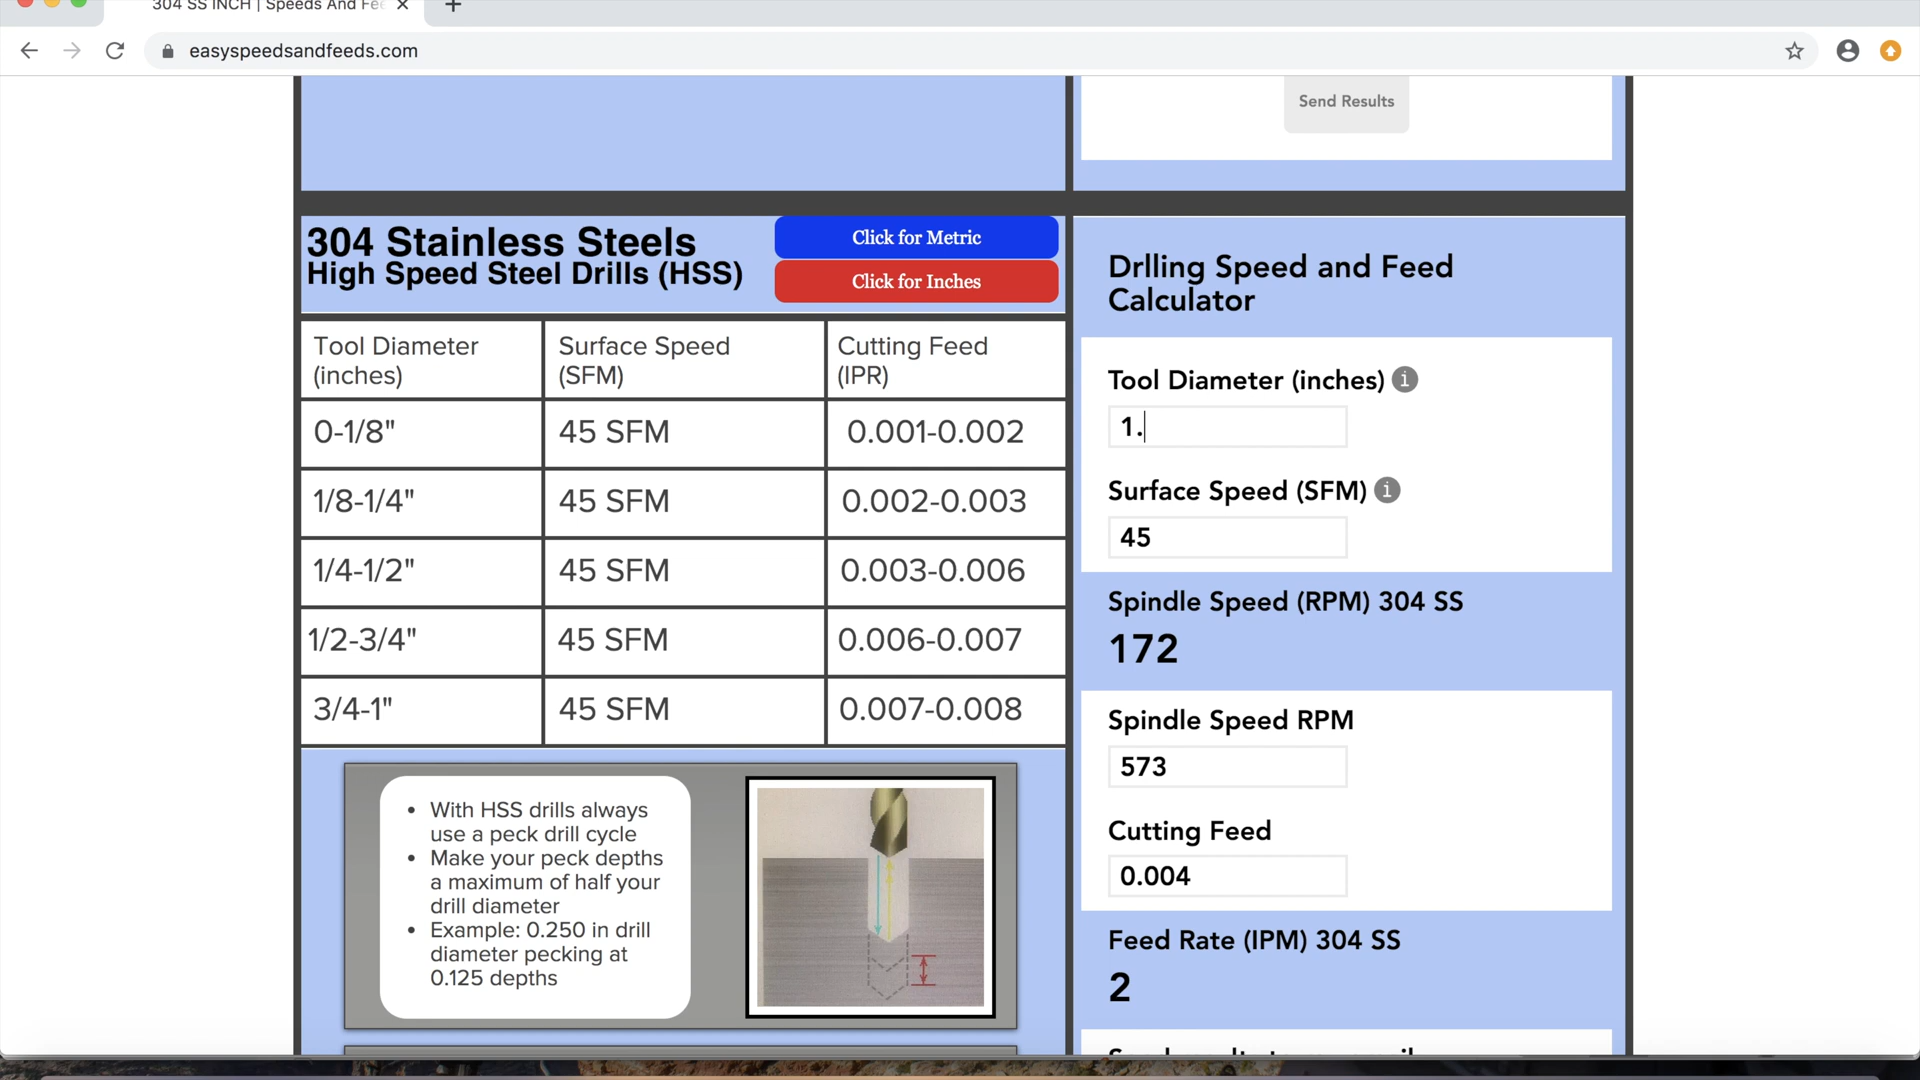 304 SS INCH | Speeds And Fee
easyspeedsandfeeds.com
Send Results
304 Stainless Steels
High Speed Steel Drills (HSS)
Click for Metric
Click for Inches
Tool Diameter (inches)
Surface Speed (SFM)
Cutting Feed (IPR)
0-1/8" 45 SFM 0.001-0.002
1/8-1/4" 45 SFM 0.002-0.003
1/4-1/2" 45 SFM 0.003-0.006
1/2-3/4" 45 SFM 0.006-0.007
3/4-1" 45 SFM 0.007-0.008
• With HSS drills always
use a peck drill cycle
• Make your peck depths
a maximum of half your
drill diameter
• Example: 0.250 in drill
diameter pecking at
0.125 depths
Drlling Speed and Feed
Calculator
Tool Diameter (inches) i
1.
Surface Speed (SFM) i
45
Spindle Speed (RPM) 304 SS
172
Spindle Speed RPM
573
Cutting Feed
0.004
Feed Rate (IPM) 304 SS
2